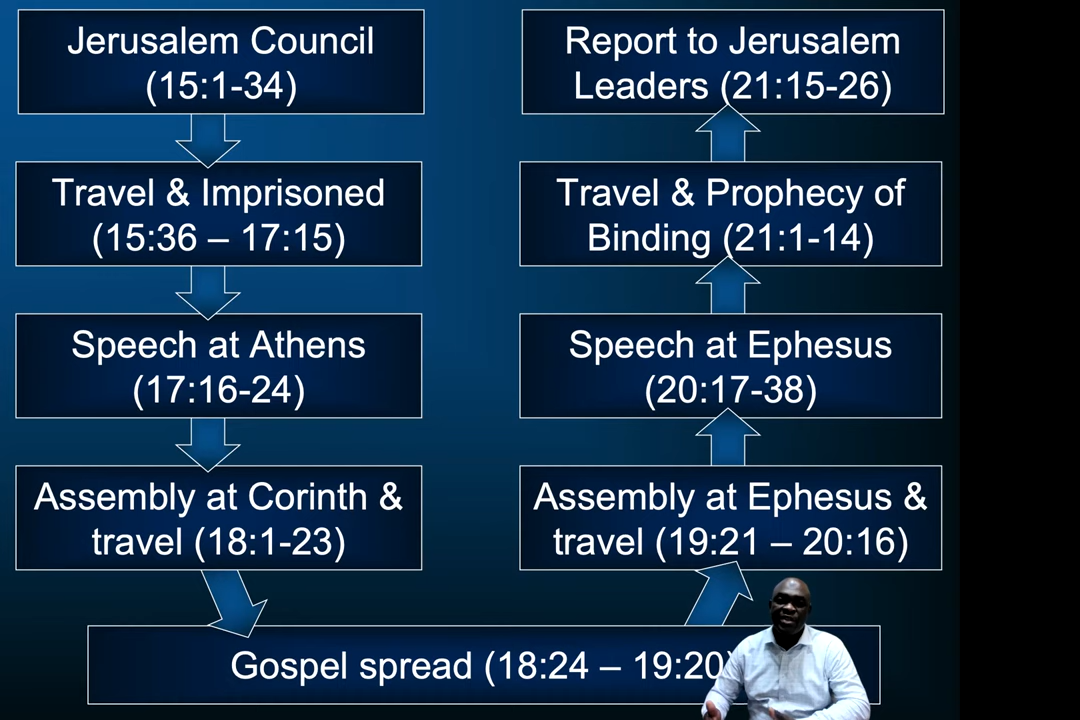 Jerusalem Council
(15:1-34)
Travel & Imprisoned
(15:36 – 17:15)
Speech at Athens
(17:16-24)
Assembly at Corinth &
travel (18:1-23)
Gospel spread (18:24 – 19:20)
Assembly at Ephesus &
travel (19:21 – 20:16)
Speech at Ephesus
(20:17-38)
Travel & Prophecy of
Binding (21:1-14)
Report to Jerusalem
Leaders (21:15-26)